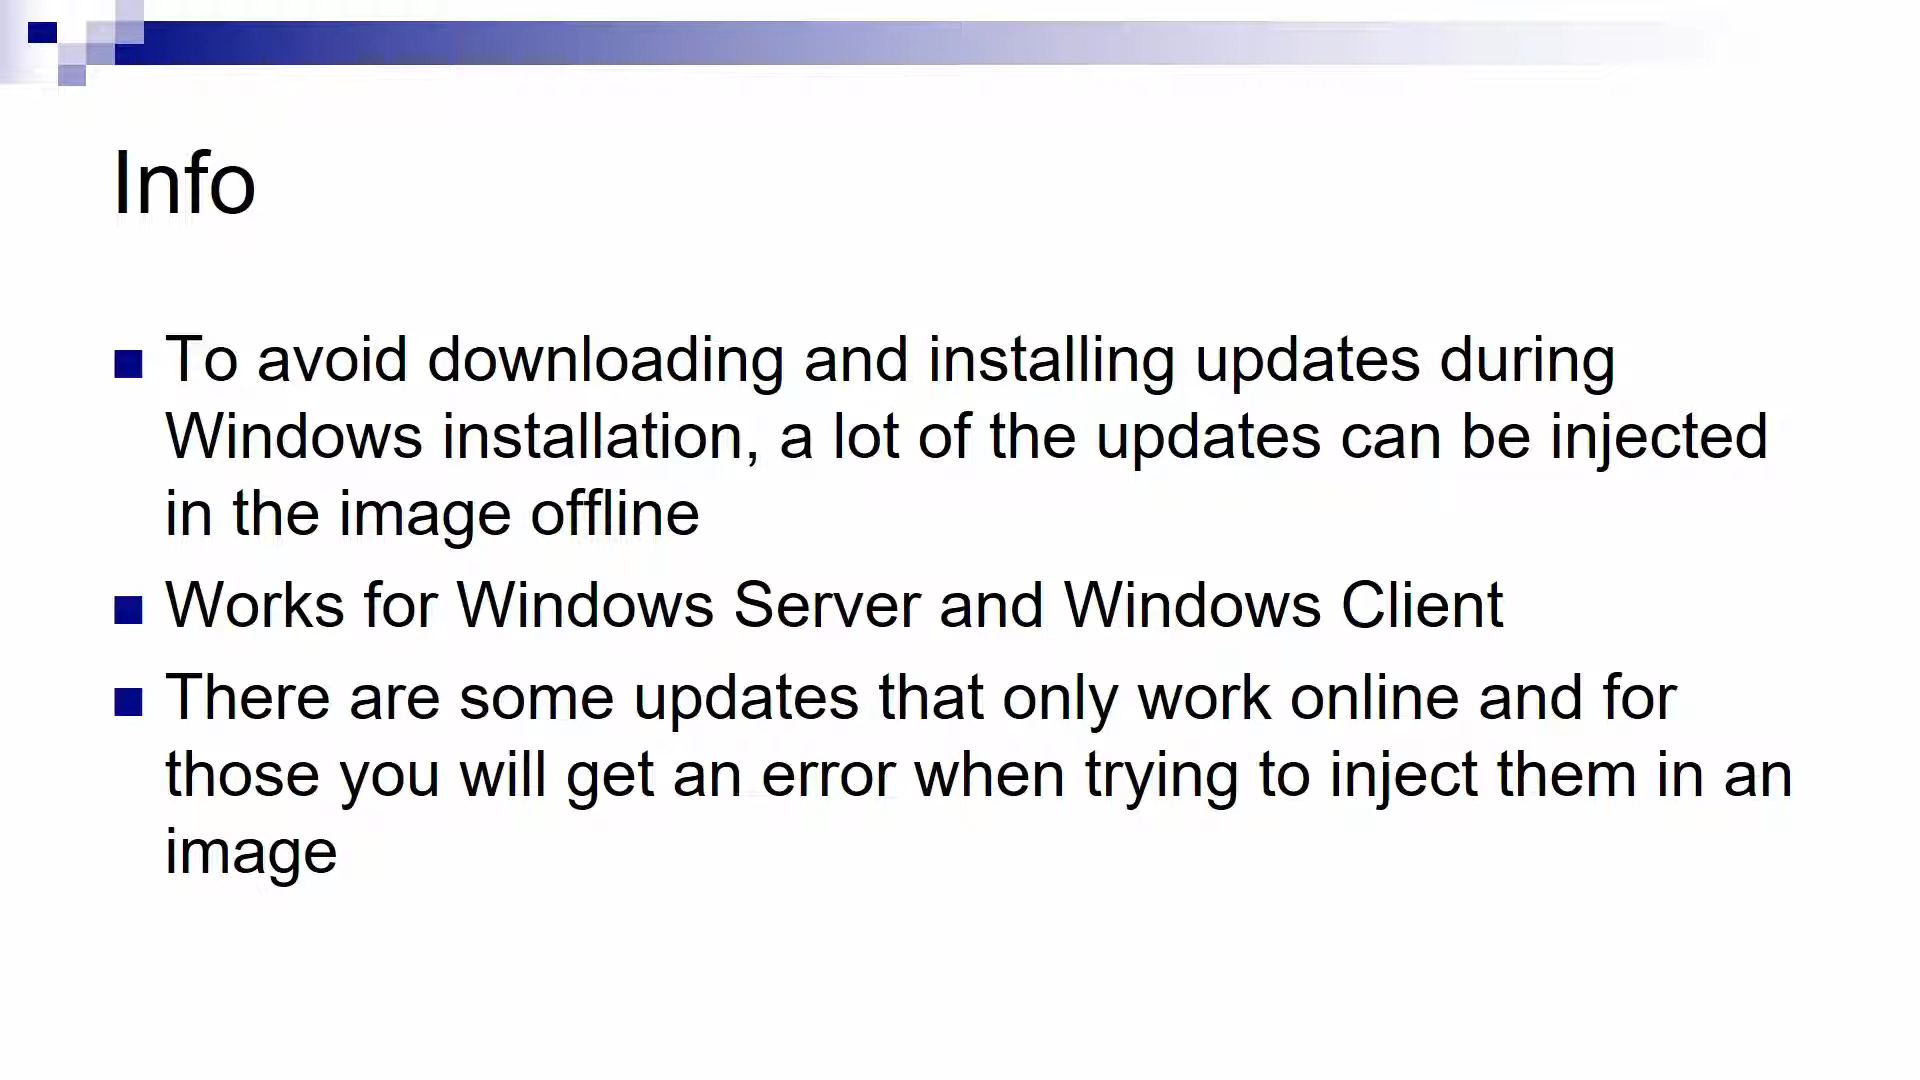 Info
To avoid downloading and installing updates during
Windows installation, a lot of the updates can be injected
in the image offline
Works for Windows Server and Windows Client
There are some updates that only work online and for
those you will get an error when trying to inject them in an
image